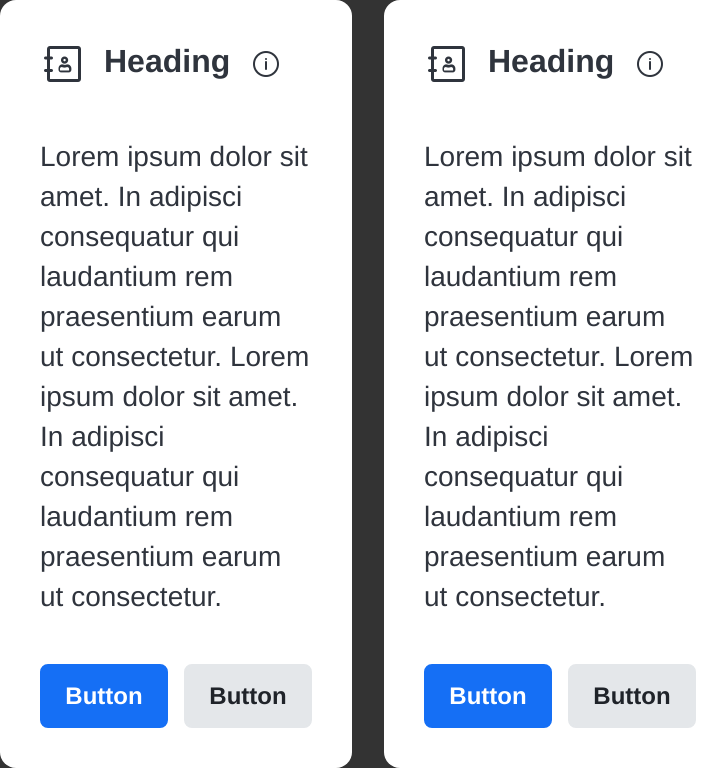 Heading
Lorem ipsum dolor sit
amet. In adipisci
consequatur qui
laudantium rem
praesentium earum
ut consectetur. Lorem
ipsum dolor sit amet.
In adipisci
consequatur qui
laudantium rem
praesentium earum
ut consectetur.
Button Button
Heading
Lorem ipsum dolor sit
amet. In adipisci
consequatur qui
laudantium rem
praesentium earum
ut consectetur. Lorem
ipsum dolor sit amet.
In adipisci
consequatur qui
laudantium rem
praesentium earum
ut consectetur.
Button Button